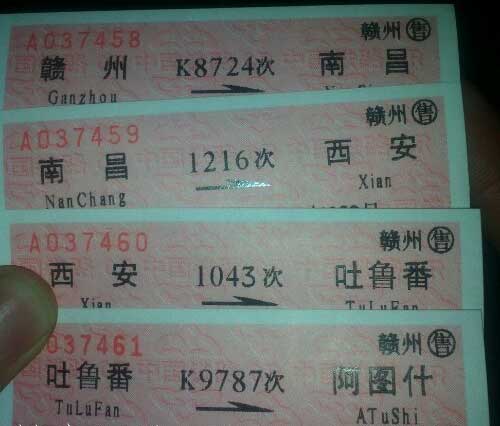 A037458 赣州 售
赣州 K8724次 南昌
Ganzhou
A037459 赣州 售
南昌 1216次 西安
NanChang Xian
A037460 赣州 售
西安 1043次 吐鲁番
Xian TuLuFan
037461 赣州 售
吐鲁番 K9787次 阿图什
TuLuFan ATuShi